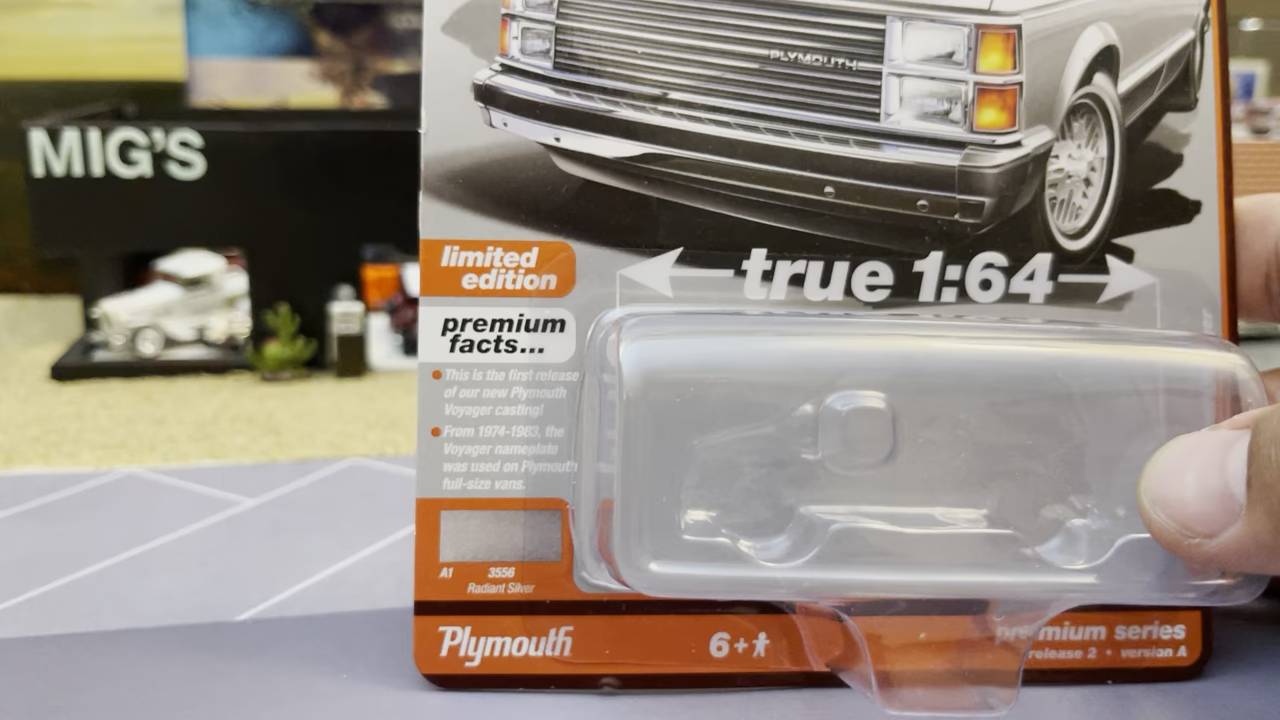 PLYMOUTH
MIG'S
limited
edition
true 1:64
premium
facts...
This is the first release
of our new Plymouth
Voyager casting!
From 1974-1983, the
Voyager nameplate
was used on Plymouth
full-size vans.
A1 3556
Radiant Silver
Plymouth
6+
premium series
release 2 • version A